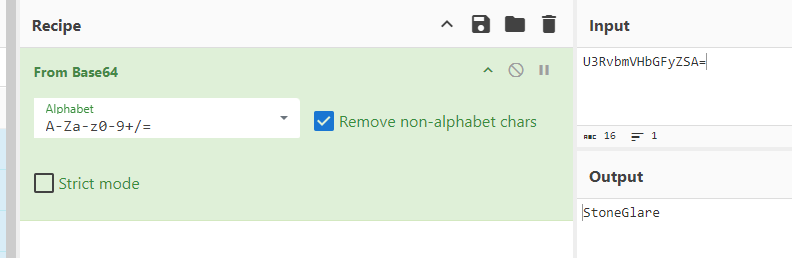 Recipe
From Base64
Alphabet
A-Za-z0-9+/=
Remove non-alphabet chars
Strict mode
Input
U3RvbmVHbGFyZSA=
ABC 16 1
Output
StoneGlare